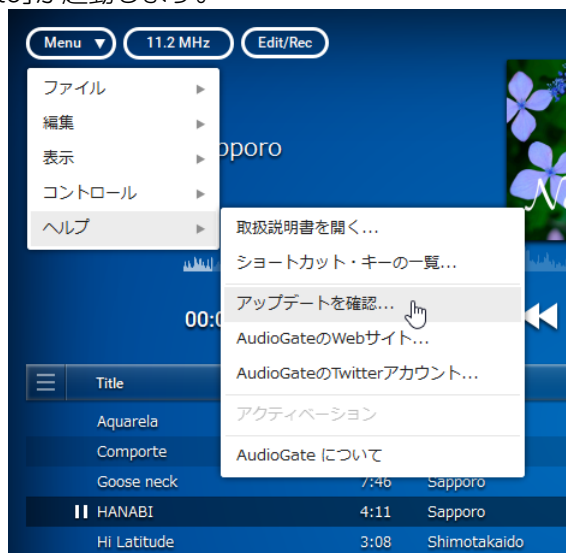 が起動します。
Menu ▼ 11.2 MHz Edit/Rec
ファイル
編集
表示
コントロール
ヘルプ
取扱説明書を開く...
ショートカット・キーの一覧...
アップデートを確認...
AudioGateのWebサイト...
AudioGateのTwitterアカウント...
アクティベーション
AudioGate について
pporo
00:
Title
Aquarela
Comporte
Goose neck 7:46 Sapporo
HANABI 4:11 Sapporo
Hi Latitude 3:08 Shimotakaido